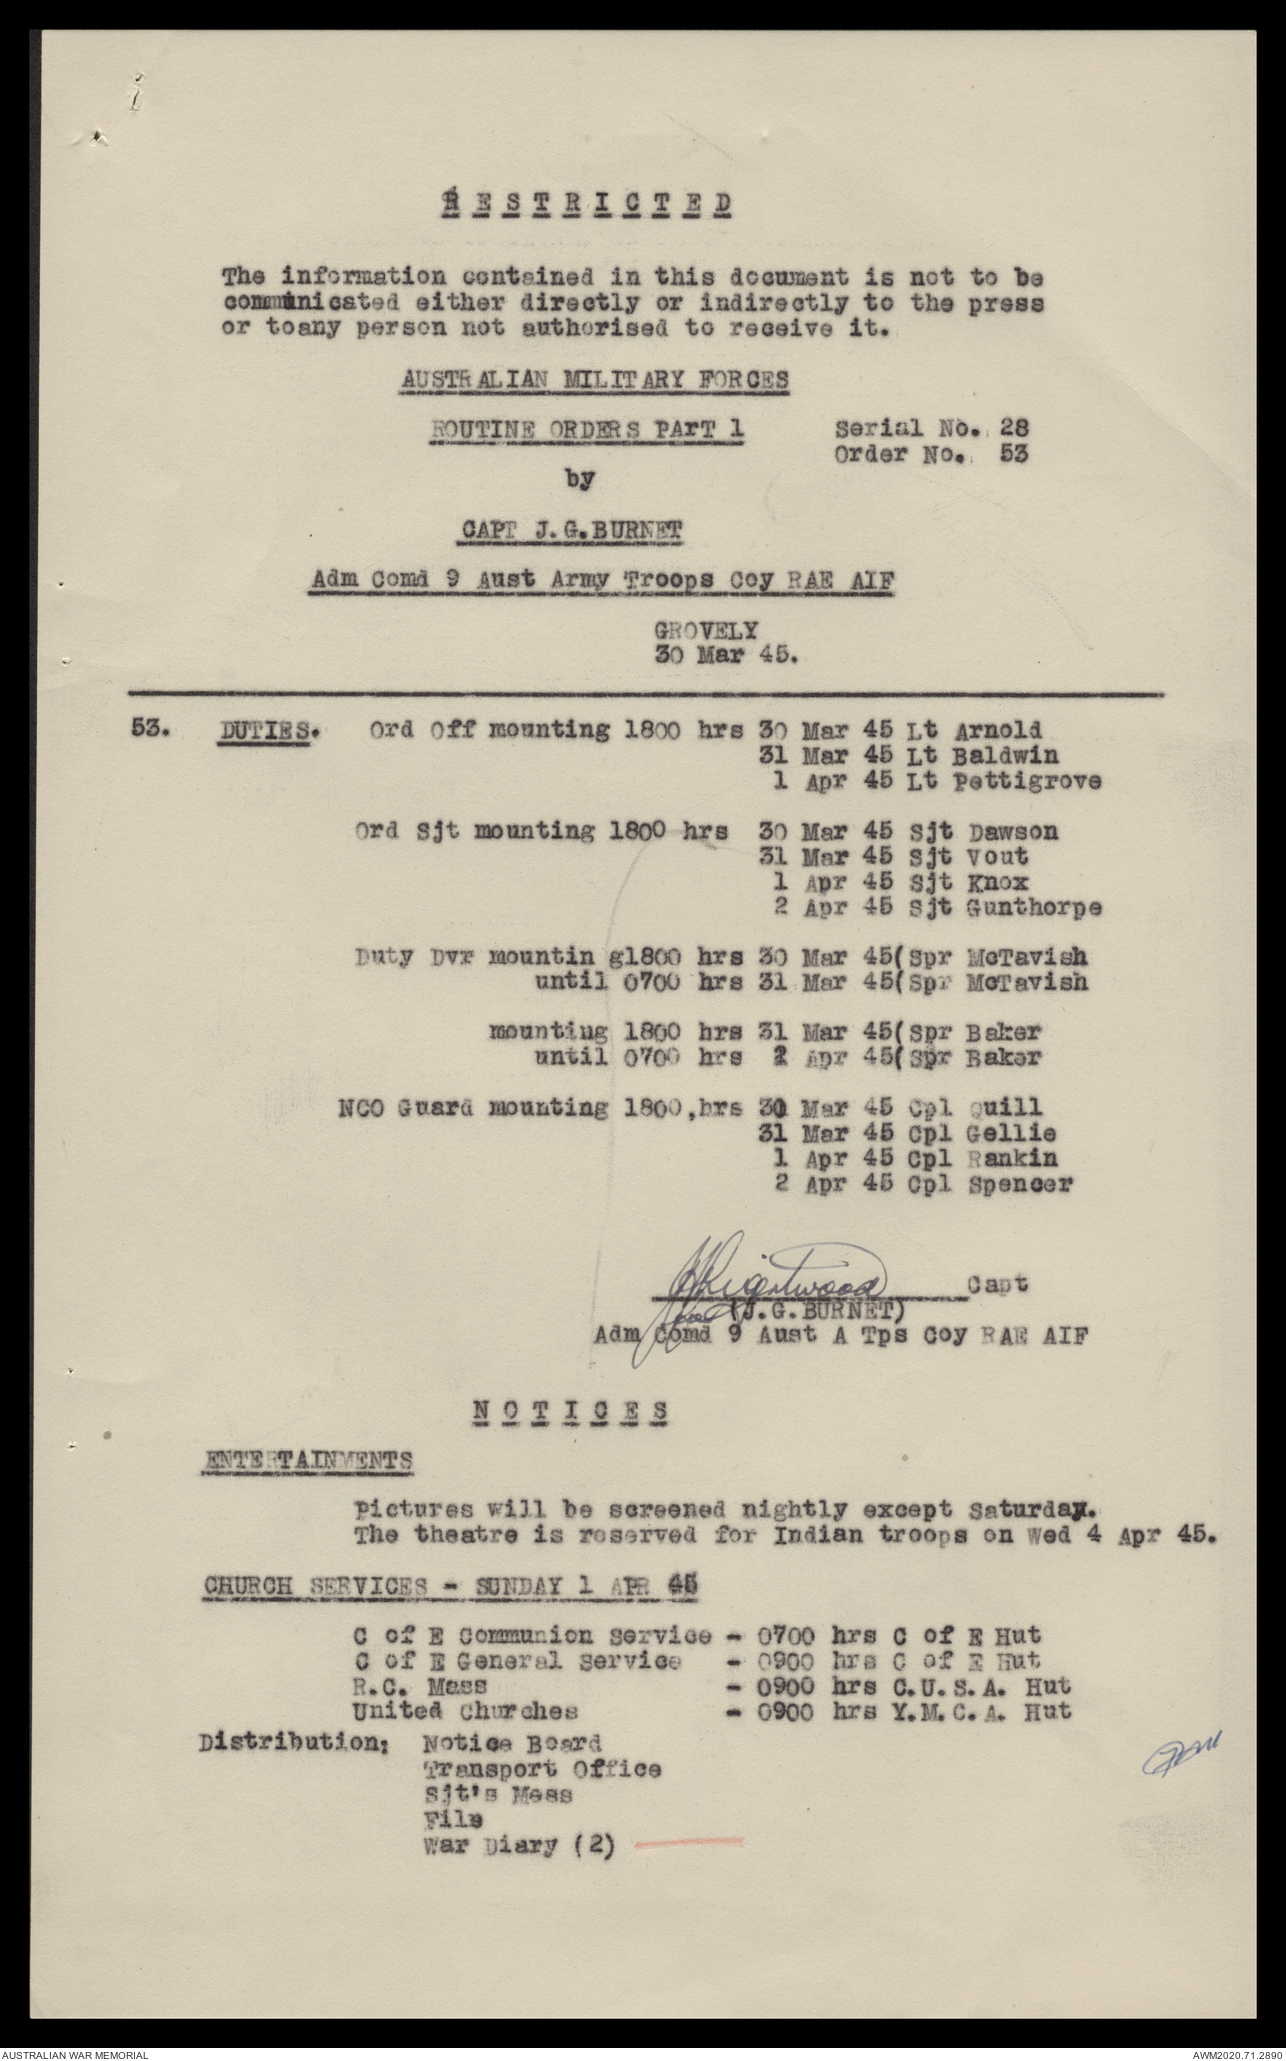 R E S T R I C T E D
The information contained in this document is not to be
communicated either directly or indirectly to the press
or toany person not authorised to receive it.
AUSTRALIAN MILITARY FORCES
ROUTINE ORDERS PArT 1 Serial No. 28
Order No. 53
by
CAPT J.G.BURNET
Adm Comd 9 Aust Army Troops Coy RAE AIF
GROVELY
30 Mar 45.
53. DUTIES. Ord Off mounting 1800 hrs 30 Mar 45 Lt Arnold
31 Mar 45 Lt Baldwin
1 Apr 45 Lt Pettigrove
Ord Sjt mounting 1800 hrs 30 Mar 45 Sjt Dawson
31 Mar 45 Sjt Vout
1 Apr 45 Sjt Knox
2 Apr 45 Sjt Gunthorpe
Duty Dvr mountin g1800 hrs 30 Mar 45(Spr McTavish
until 0700 hrs 31 Mar 45(Spr McTavish
mounting 1800 hrs 31 Mar 45(Spr Baker
until 0700 hrs 2 Apr 45(Spr Baker
NCO Guard mounting 1800,hrs 30 Mar 45 Cpl Quill
31 Mar 45 Cpl Gellie
1 Apr 45 Cpl Rankin
2 Apr 45 Cpl Spencer
Capt
(J.G.BURNET)
Adm Comd 9 Aust A Tps Coy RAE AIF
N O T I C E S
ENTERTAINMENTS
Pictures will be screened nightly except Saturday.
The theatre is reserved for Indian troops on Wed 4 Apr 45.
CHURCH SERVICES - SUNDAY 1 APR 45
C of E Communion Service - 0700 hrs C of E Hut
C of E General Service - 0900 hrs C of E Hut
R.C. Mass - 0900 hrs C.U.S.A. Hut
United Churches - 0900 hrs Y.M.C.A. Hut
Distribution; Notice Board
Transport Office
Sjt's Mess
File
War Diary (2)
AUSTRALIAN WAR MEMORIAL AWM2020.71.2890